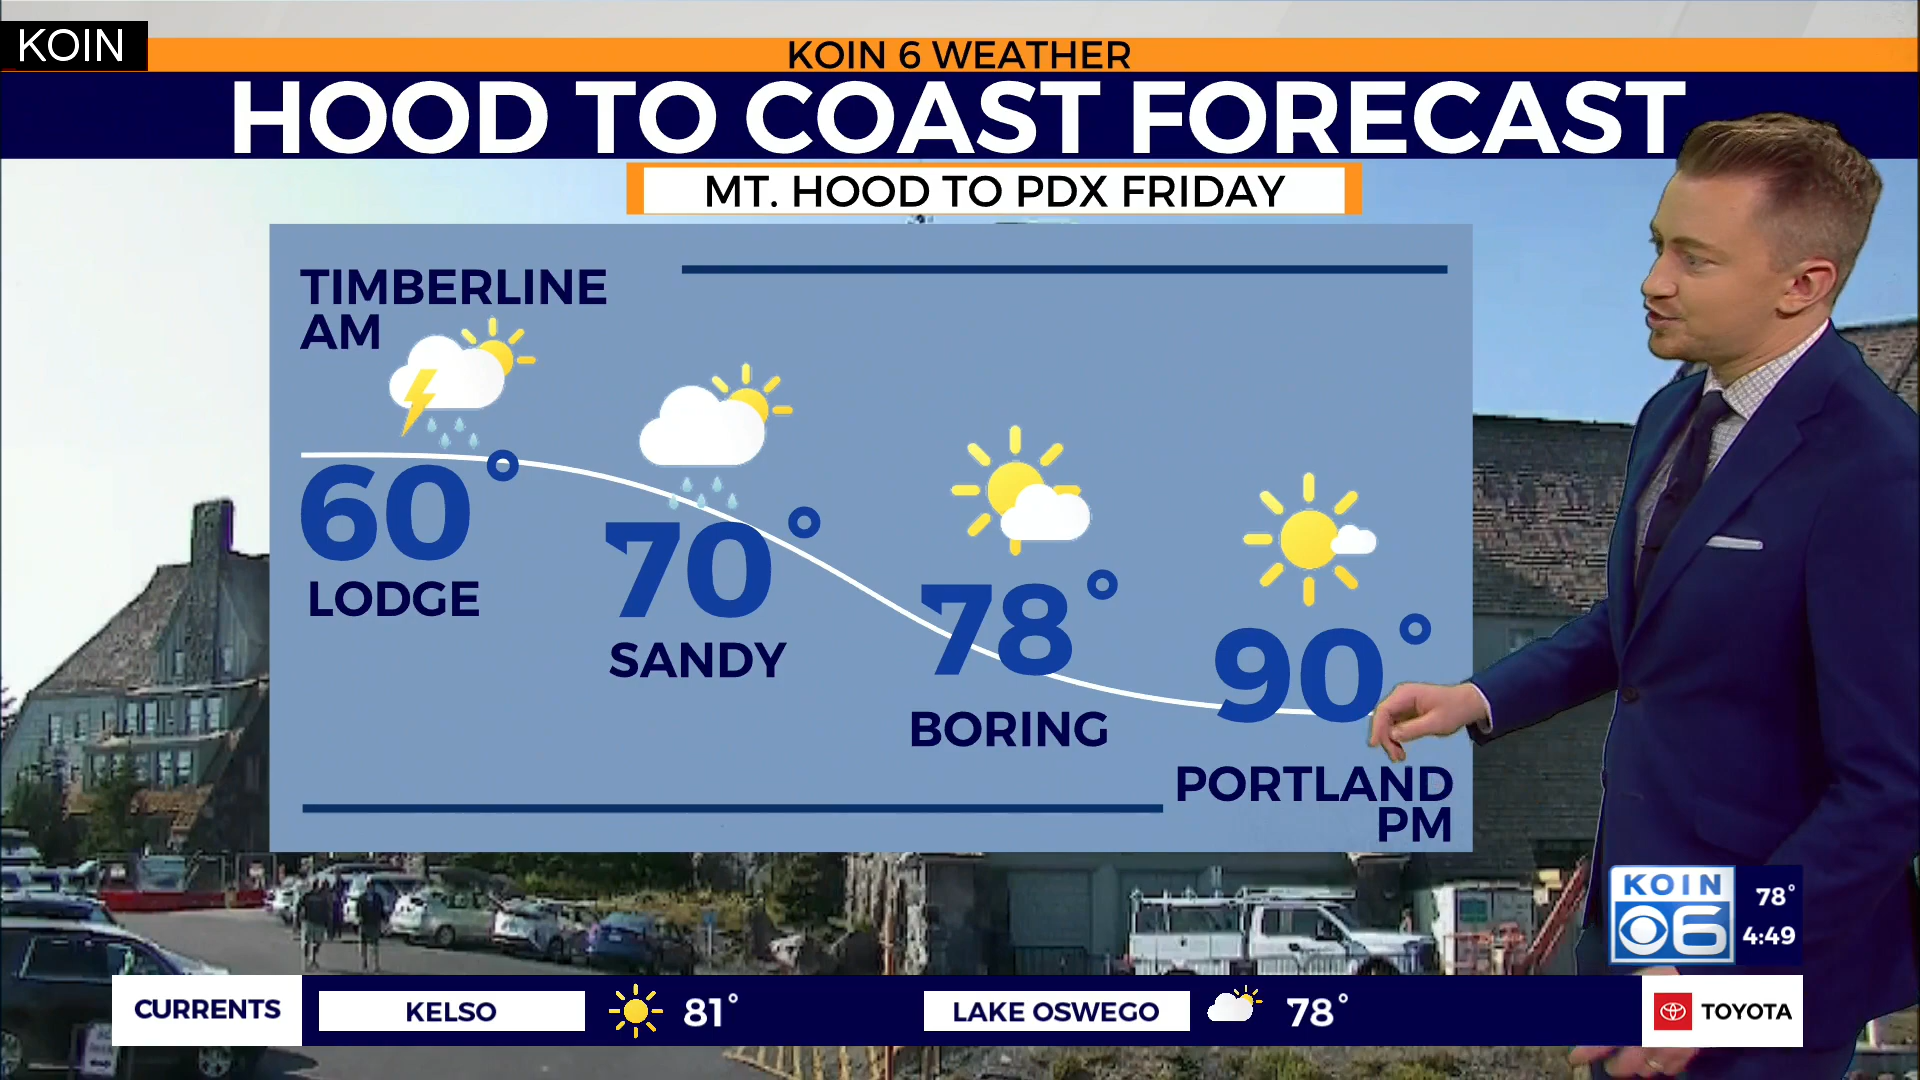 KOIN
KOIN 6 WEATHER
HOOD TO COAST FORECAST
MT. HOOD TO PDX FRIDAY
TIMBERLINE
AM
60°
LODGE
70°
SANDY
78°
BORING
90°
PORTLAND
PM
KOIN
6
78°
4:49
CURRENTS
KELSO
81°
LAKE OSWEGO
78°
TOYOTA